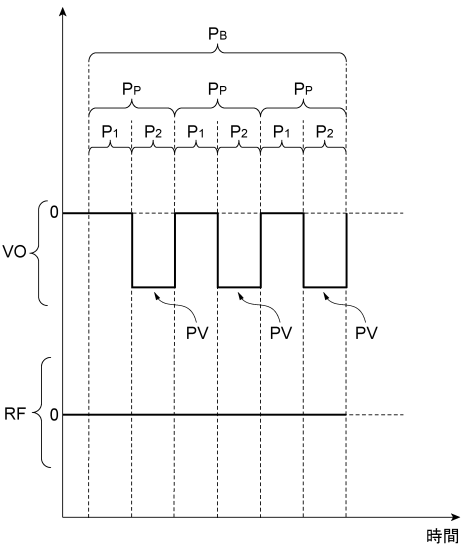 PB
PP PP PP
P1 P2 P1 P2 P1 P2
0
VO
PV PV PV
RF 0
時間